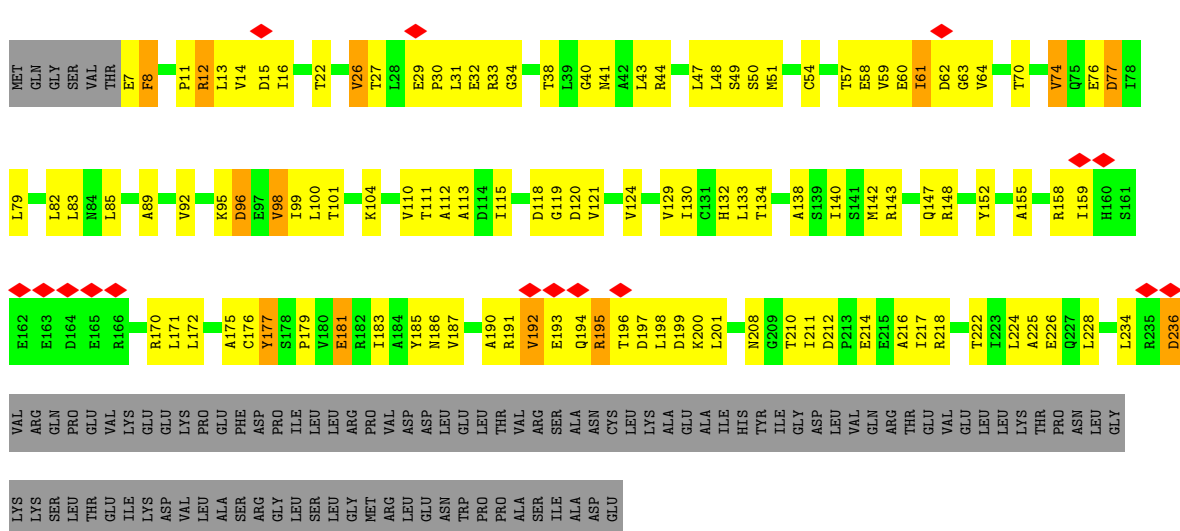 MET GLN GLY SER VAL THR E7 F8 P11 R12 L13 V14 D15 I16 T22 V26 T27 L28 E29 P30 L31 E32 R33 G34 T38 L39 G40 N41 A42 L43 R44 L47 L48 S49 S50 M51 C54 T57 E58 V59 E60 I61 D62 G63 V64 T70 V74 Q75 E76 D77 I78
L79 L82 L83 N84 L85 A89 V92 K95 D96 E97 V98 I99 L100 T101 K104 V110 T111 A112 A113 D114 I115 D118 G119 D120 V121 V124 V129 I130 C131 H132 L133 T134 A138 S139 I140 S141 M142 R143 Q147 R148 Y152 A155 R158 I159 H160 S161
E162 E163 D164 E165 R166 R170 L171 L172 A175 C176 Y177 S178 P179 V180 E181 R182 I183 A184 Y185 N186 V187 A190 R191 V192 E193 Q194 R195 T196 D197 L198 D199 K200 L201 N208 G209 T210 I211 D212 P213 E214 E215 A216 I217 R218 T222 I223 L224 A225 E226 Q227 L228 L234 R235 D236
VAL ARG GLN PRO GLU VAL LYS GLU GLU LYS PRO GLU PHE ASP PRO ILE LEU LEU ARG PRO VAL ASP ASP LEU GLU LEU THR VAL ARG SER ALA ASN CYS LEU LYS ALA GLU ALA ILE HIS TYR ILE GLY ASP LEU VAL GLN ARG THR GLU VAL GLU LEU LEU LYS THR PRO ASN LEU GLY
LYS LYS SER LEU THR GLU ILE LYS ASP VAL LEU ALA SER ARG GLY LEU SER LEU GLY MET ARG LEU GLU ASN TRP PRO PRO ALA SER ILE ALA ASP GLU